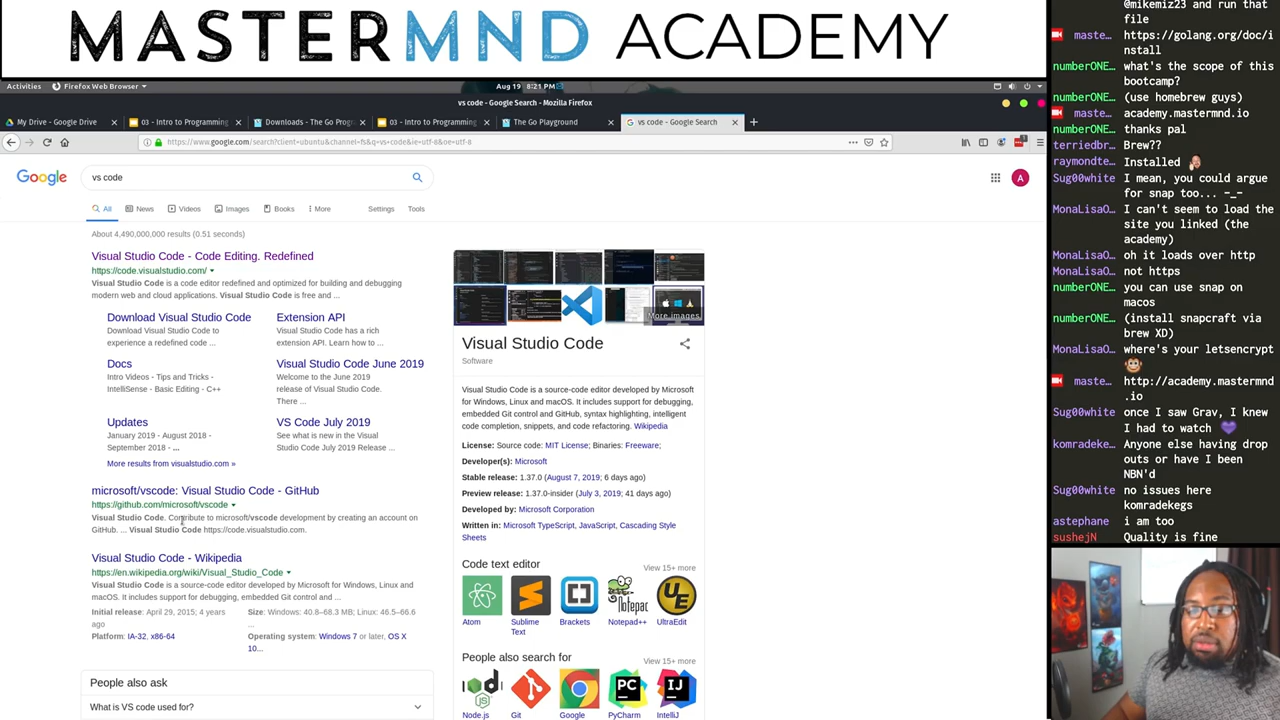 MASTERMND ACADEMY
Activities
Firefox Web Browser
Aug 19 8:21 PM
vs code - Google Search - Mozilla Firefox
My Drive - Google Drive
03 - Intro to Programming
Downloads - The Go Prog
03 - Intro to Programming
The Go Playground
vs code - Google Search
https://www.google.com/search?client=ubuntu&channel=fs&q=vs+code&ie=utf-8&oe=utf-8
Google
vs code
A
All
News
Videos
Images
Books
More
Settings
Tools
About 4,490,000,000 results (0.51 seconds)
Visual Studio Code - Code Editing. Redefined
https://code.visualstudio.com/
Visual Studio Code is a code editor redefined and optimized for building and debugging
modern web and cloud applications. Visual Studio Code is free and ...
Download Visual Studio Code
Download Visual Studio Code to
experience a redefined code ...
Extension API
Visual Studio Code has a rich
extension API. Learn how to ...
Docs
Intro Videos - Tips and Tricks -
IntelliSense - Basic Editing - C++
Visual Studio Code June 2019
Welcome to the June 2019
release of Visual Studio Code.
There ...
Updates
January 2019 - August 2018 -
September 2018 - ...
VS Code July 2019
See what is new in the Visual
Studio Code July 2019 Release ...
More results from visualstudio.com »
microsoft/vscode: Visual Studio Code - GitHub
https://github.com/microsoft/vscode
Visual Studio Code. Contribute to microsoft/vscode development by creating an account on
GitHub. ... Visual Studio Code https://code.visualstudio.com.
Visual Studio Code - Wikipedia
https://en.wikipedia.org/wiki/Visual_Studio_Code
Visual Studio Code is a source-code editor developed by Microsoft for Windows, Linux and
macOS. It includes support for debugging, embedded Git control and ...
Initial release: April 29, 2015; 4 years
ago
Size: Windows: 40.8–68.3 MB; Linux: 46.5–66.6
...
Platform: IA-32, x86-64
Operating system: Windows 7 or later, OS X
10...
People also ask
What is VS code used for?
More images
Visual Studio Code
Software
Visual Studio Code is a source-code editor developed by Microsoft
for Windows, Linux and macOS. It includes support for debugging,
embedded Git control and GitHub, syntax highlighting, intelligent
code completion, snippets, and code refactoring. Wikipedia
License: Source code: MIT License; Binaries: Freeware;
Developer(s): Microsoft
Stable release: 1.37.0 (August 7, 2019; 6 days ago)
Preview release: 1.37.0-insider (July 3, 2019; 41 days ago)
Developed by: Microsoft Corporation
Written in: Microsoft TypeScript, JavaScript, Cascading Style
Sheets
Code text editor
View 15+ more
Notepad
UE
Atom
Sublime
Text
Brackets
Notepad++
UltraEdit
People also search for
View 15+ more
PC
IJ
Node.js
Git
Google
PyCharm
IntelliJ
@mikemiz23 and run that
file
maste… https://golang.org/doc/i
nstall
numberONE… what's the scope of this
bootcamp?
numberONE… (use homebrew guys)
maste… academy.mastermnd.io
numberONE… thanks pal
terriedbr… Brew??
raymondte… Installed
Sug00white I mean, you could argue
for snap too... -_-
MonaLisaO… I can't seem to load the
site you linked (the
academy)
MonaLisaO… oh it loads over http
MonaLisaO… not https
numberONE… you can use snap on
macos
numberONE… (install snapcraft via
brew XD)
MonaLisaO… where's your letsencrypt
maste… http://academy.mastermnd
.io
Sug00white once I saw Grav, I knew
I had to watch
komradeke… Anyone else having drop
outs or have I been
NBN'd
Sug00white no issues here
komradekegs
astephane i am too
sushejN Quality is fine